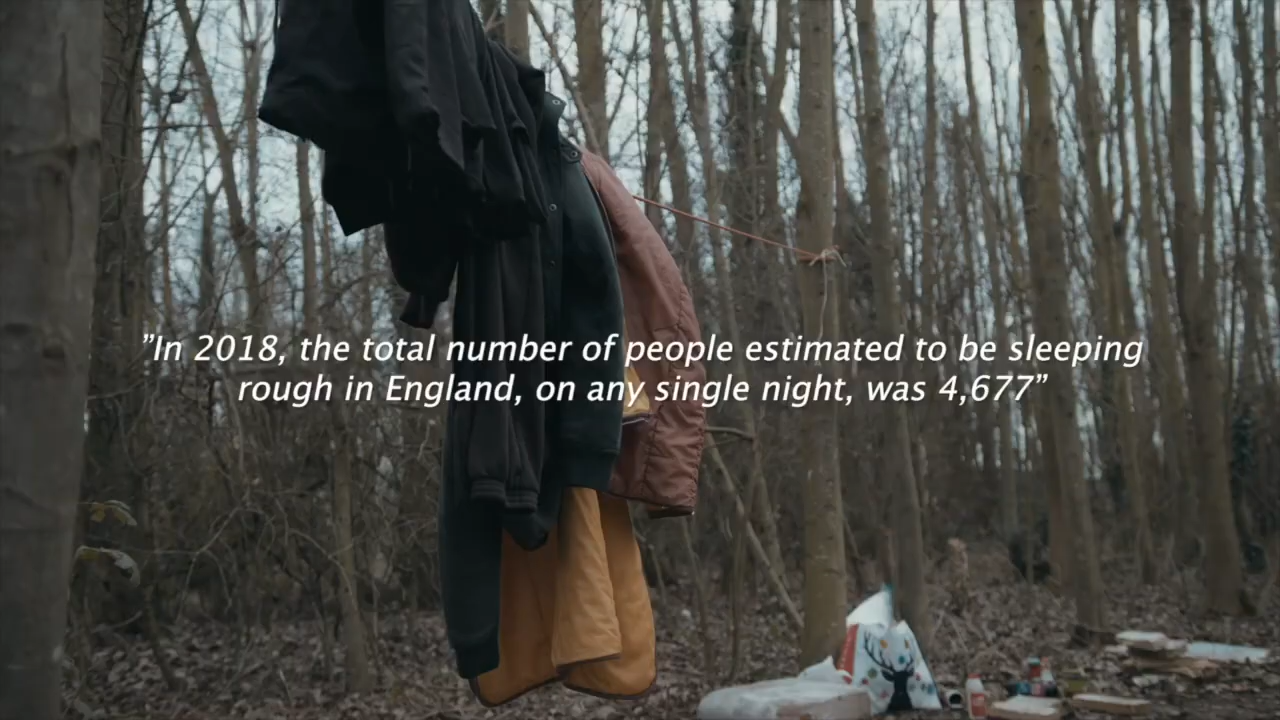 ”In 2018, the total number of people estimated to be sleeping
rough in England, on any single night, was 4,677”